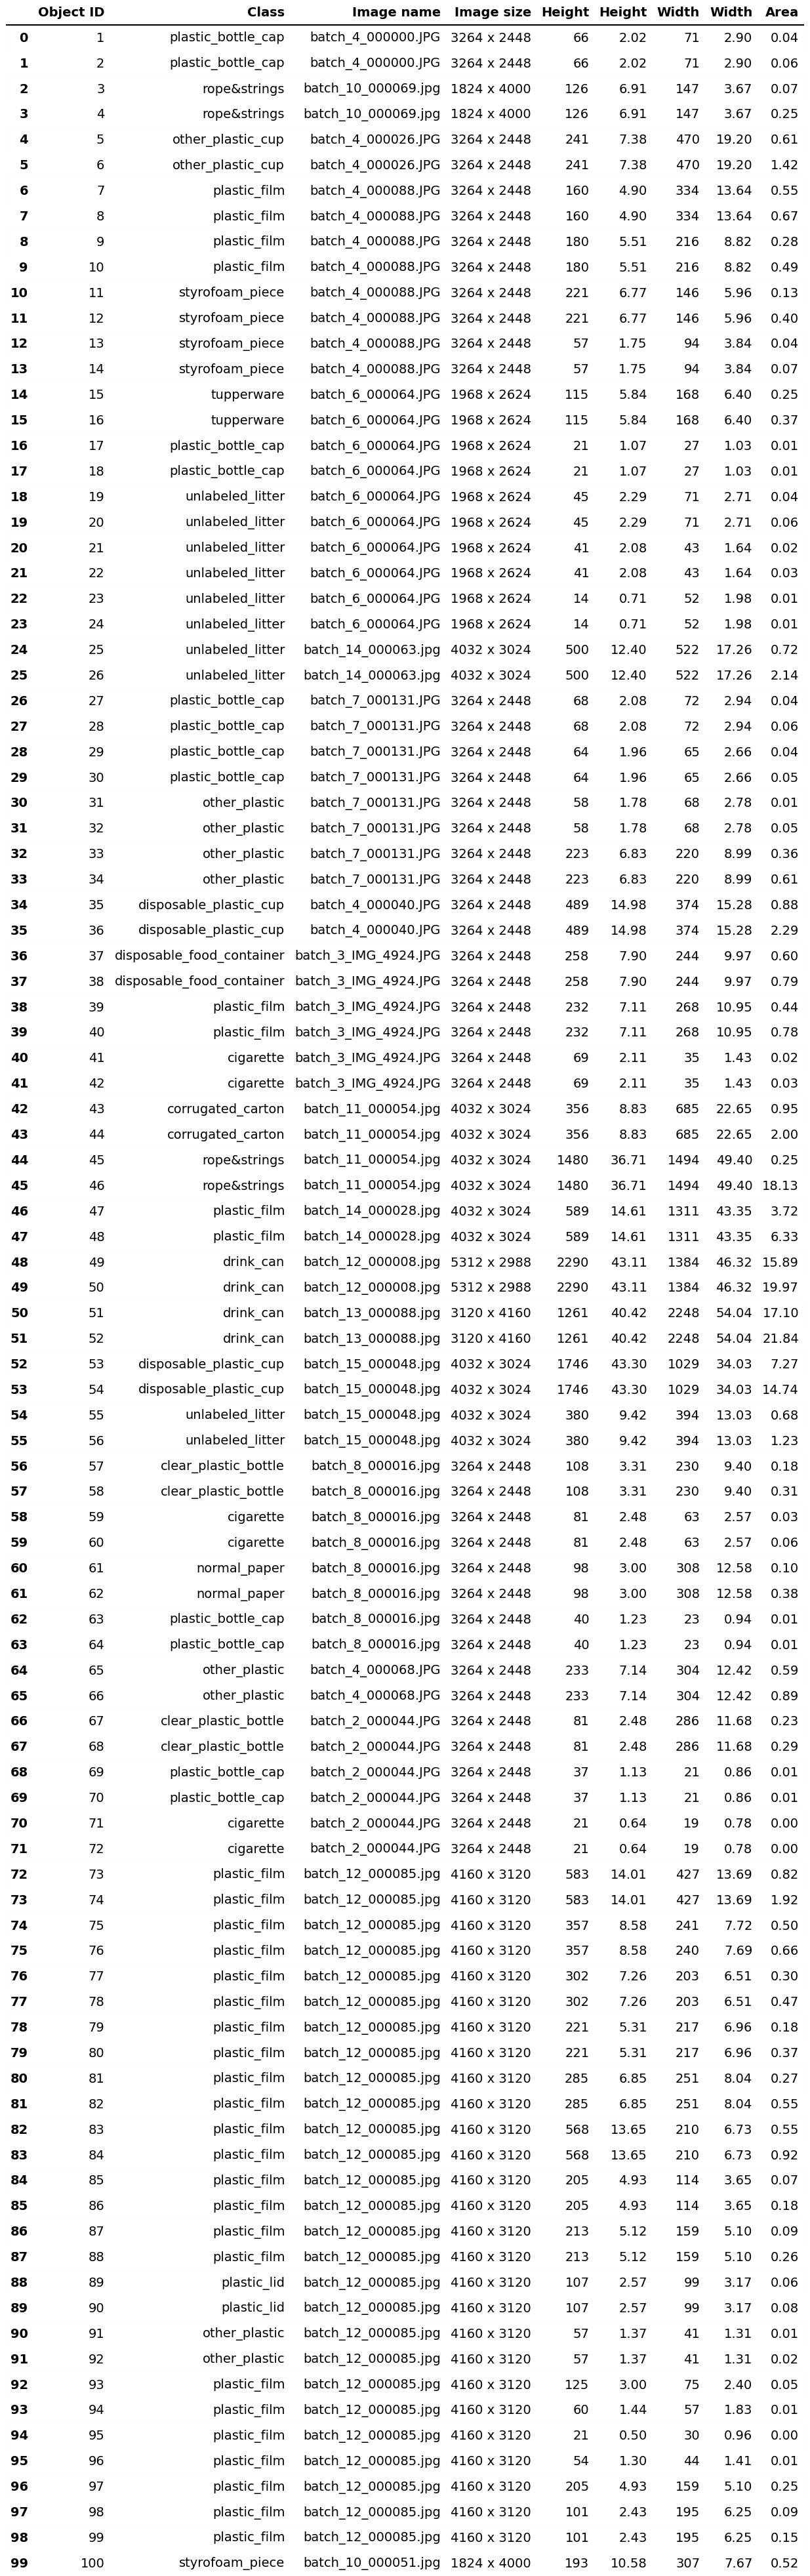 Object ID Class Image name Image size Height Height Width Width Area
0 1 plastic_bottle_cap batch_4_000000.JPG 3264 x 2448 66 2.02 71 2.90 0.04
1 2 plastic_bottle_cap batch_4_000000.JPG 3264 x 2448 66 2.02 71 2.90 0.06
2 3 rope&strings batch_10_000069.jpg 1824 x 4000 126 6.91 147 3.67 0.07
3 4 rope&strings batch_10_000069.jpg 1824 x 4000 126 6.91 147 3.67 0.25
4 5 other_plastic_cup batch_4_000026.JPG 3264 x 2448 241 7.38 470 19.20 0.61
5 6 other_plastic_cup batch_4_000026.JPG 3264 x 2448 241 7.38 470 19.20 1.42
6 7 plastic_film batch_4_000088.JPG 3264 x 2448 160 4.90 334 13.64 0.55
7 8 plastic_film batch_4_000088.JPG 3264 x 2448 160 4.90 334 13.64 0.67
8 9 plastic_film batch_4_000088.JPG 3264 x 2448 180 5.51 216 8.82 0.28
9 10 plastic_film batch_4_000088.JPG 3264 x 2448 180 5.51 216 8.82 0.49
10 11 styrofoam_piece batch_4_000088.JPG 3264 x 2448 221 6.77 146 5.96 0.13
11 12 styrofoam_piece batch_4_000088.JPG 3264 x 2448 221 6.77 146 5.96 0.40
12 13 styrofoam_piece batch_4_000088.JPG 3264 x 2448 57 1.75 94 3.84 0.04
13 14 styrofoam_piece batch_4_000088.JPG 3264 x 2448 57 1.75 94 3.84 0.07
14 15 tupperware batch_6_000064.JPG 1968 x 2624 115 5.84 168 6.40 0.25
15 16 tupperware batch_6_000064.JPG 1968 x 2624 115 5.84 168 6.40 0.37
16 17 plastic_bottle_cap batch_6_000064.JPG 1968 x 2624 21 1.07 27 1.03 0.01
17 18 plastic_bottle_cap batch_6_000064.JPG 1968 x 2624 21 1.07 27 1.03 0.01
18 19 unlabeled_litter batch_6_000064.JPG 1968 x 2624 45 2.29 71 2.71 0.04
19 20 unlabeled_litter batch_6_000064.JPG 1968 x 2624 45 2.29 71 2.71 0.06
20 21 unlabeled_litter batch_6_000064.JPG 1968 x 2624 41 2.08 43 1.64 0.02
21 22 unlabeled_litter batch_6_000064.JPG 1968 x 2624 41 2.08 43 1.64 0.03
22 23 unlabeled_litter batch_6_000064.JPG 1968 x 2624 14 0.71 52 1.98 0.01
23 24 unlabeled_litter batch_6_000064.JPG 1968 x 2624 14 0.71 52 1.98 0.01
24 25 unlabeled_litter batch_14_000063.jpg 4032 x 3024 500 12.40 522 17.26 0.72
25 26 unlabeled_litter batch_14_000063.jpg 4032 x 3024 500 12.40 522 17.26 2.14
26 27 plastic_bottle_cap batch_7_000131.JPG 3264 x 2448 68 2.08 72 2.94 0.04
27 28 plastic_bottle_cap batch_7_000131.JPG 3264 x 2448 68 2.08 72 2.94 0.06
28 29 plastic_bottle_cap batch_7_000131.JPG 3264 x 2448 64 1.96 65 2.66 0.04
29 30 plastic_bottle_cap batch_7_000131.JPG 3264 x 2448 64 1.96 65 2.66 0.05
30 31 other_plastic batch_7_000131.JPG 3264 x 2448 58 1.78 68 2.78 0.01
31 32 other_plastic batch_7_000131.JPG 3264 x 2448 58 1.78 68 2.78 0.05
32 33 other_plastic batch_7_000131.JPG 3264 x 2448 223 6.83 220 8.99 0.36
33 34 other_plastic batch_7_000131.JPG 3264 x 2448 223 6.83 220 8.99 0.61
34 35 disposable_plastic_cup batch_4_000040.JPG 3264 x 2448 489 14.98 374 15.28 0.88
35 36 disposable_plastic_cup batch_4_000040.JPG 3264 x 2448 489 14.98 374 15.28 2.29
36 37 disposable_food_container batch_3_IMG_4924.JPG 3264 x 2448 258 7.90 244 9.97 0.60
37 38 disposable_food_container batch_3_IMG_4924.JPG 3264 x 2448 258 7.90 244 9.97 0.79
38 39 plastic_film batch_3_IMG_4924.JPG 3264 x 2448 232 7.11 268 10.95 0.44
39 40 plastic_film batch_3_IMG_4924.JPG 3264 x 2448 232 7.11 268 10.95 0.78
40 41 cigarette batch_3_IMG_4924.JPG 3264 x 2448 69 2.11 35 1.43 0.02
41 42 cigarette batch_3_IMG_4924.JPG 3264 x 2448 69 2.11 35 1.43 0.03
42 43 corrugated_carton batch_11_000054.jpg 4032 x 3024 356 8.83 685 22.65 0.95
43 44 corrugated_carton batch_11_000054.jpg 4032 x 3024 356 8.83 685 22.65 2.00
44 45 rope&strings batch_11_000054.jpg 4032 x 3024 1480 36.71 1494 49.40 0.25
45 46 rope&strings batch_11_000054.jpg 4032 x 3024 1480 36.71 1494 49.40 18.13
46 47 plastic_film batch_14_000028.jpg 4032 x 3024 589 14.61 1311 43.35 3.72
47 48 plastic_film batch_14_000028.jpg 4032 x 3024 589 14.61 1311 43.35 6.33
48 49 drink_can batch_12_000008.jpg 5312 x 2988 2290 43.11 1384 46.32 15.89
49 50 drink_can batch_12_000008.jpg 5312 x 2988 2290 43.11 1384 46.32 19.97
50 51 drink_can batch_13_000088.jpg 3120 x 4160 1261 40.42 2248 54.04 17.10
51 52 drink_can batch_13_000088.jpg 3120 x 4160 1261 40.42 2248 54.04 21.84
52 53 disposable_plastic_cup batch_15_000048.jpg 4032 x 3024 1746 43.30 1029 34.03 7.27
53 54 disposable_plastic_cup batch_15_000048.jpg 4032 x 3024 1746 43.30 1029 34.03 14.74
54 55 unlabeled_litter batch_15_000048.jpg 4032 x 3024 380 9.42 394 13.03 0.68
55 56 unlabeled_litter batch_15_000048.jpg 4032 x 3024 380 9.42 394 13.03 1.23
56 57 clear_plastic_bottle batch_8_000016.jpg 3264 x 2448 108 3.31 230 9.40 0.18
57 58 clear_plastic_bottle batch_8_000016.jpg 3264 x 2448 108 3.31 230 9.40 0.31
58 59 cigarette batch_8_000016.jpg 3264 x 2448 81 2.48 63 2.57 0.03
59 60 cigarette batch_8_000016.jpg 3264 x 2448 81 2.48 63 2.57 0.06
60 61 normal_paper batch_8_000016.jpg 3264 x 2448 98 3.00 308 12.58 0.10
61 62 normal_paper batch_8_000016.jpg 3264 x 2448 98 3.00 308 12.58 0.38
62 63 plastic_bottle_cap batch_8_000016.jpg 3264 x 2448 40 1.23 23 0.94 0.01
63 64 plastic_bottle_cap batch_8_000016.jpg 3264 x 2448 40 1.23 23 0.94 0.01
64 65 other_plastic batch_4_000068.JPG 3264 x 2448 233 7.14 304 12.42 0.59
65 66 other_plastic batch_4_000068.JPG 3264 x 2448 233 7.14 304 12.42 0.89
66 67 clear_plastic_bottle batch_2_000044.JPG 3264 x 2448 81 2.48 286 11.68 0.23
67 68 clear_plastic_bottle batch_2_000044.JPG 3264 x 2448 81 2.48 286 11.68 0.29
68 69 plastic_bottle_cap batch_2_000044.JPG 3264 x 2448 37 1.13 21 0.86 0.01
69 70 plastic_bottle_cap batch_2_000044.JPG 3264 x 2448 37 1.13 21 0.86 0.01
70 71 cigarette batch_2_000044.JPG 3264 x 2448 21 0.64 19 0.78 0.00
71 72 cigarette batch_2_000044.JPG 3264 x 2448 21 0.64 19 0.78 0.00
72 73 plastic_film batch_12_000085.jpg 4160 x 3120 583 14.01 427 13.69 0.82
73 74 plastic_film batch_12_000085.jpg 4160 x 3120 583 14.01 427 13.69 1.92
74 75 plastic_film batch_12_000085.jpg 4160 x 3120 357 8.58 241 7.72 0.50
75 76 plastic_film batch_12_000085.jpg 4160 x 3120 357 8.58 240 7.69 0.66
76 77 plastic_film batch_12_000085.jpg 4160 x 3120 302 7.26 203 6.51 0.30
77 78 plastic_film batch_12_000085.jpg 4160 x 3120 302 7.26 203 6.51 0.47
78 79 plastic_film batch_12_000085.jpg 4160 x 3120 221 5.31 217 6.96 0.18
79 80 plastic_film batch_12_000085.jpg 4160 x 3120 221 5.31 217 6.96 0.37
80 81 plastic_film batch_12_000085.jpg 4160 x 3120 285 6.85 251 8.04 0.27
81 82 plastic_film batch_12_000085.jpg 4160 x 3120 285 6.85 251 8.04 0.55
82 83 plastic_film batch_12_000085.jpg 4160 x 3120 568 13.65 210 6.73 0.55
83 84 plastic_film batch_12_000085.jpg 4160 x 3120 568 13.65 210 6.73 0.92
84 85 plastic_film batch_12_000085.jpg 4160 x 3120 205 4.93 114 3.65 0.07
85 86 plastic_film batch_12_000085.jpg 4160 x 3120 205 4.93 114 3.65 0.18
86 87 plastic_film batch_12_000085.jpg 4160 x 3120 213 5.12 159 5.10 0.09
87 88 plastic_film batch_12_000085.jpg 4160 x 3120 213 5.12 159 5.10 0.26
88 89 plastic_lid batch_12_000085.jpg 4160 x 3120 107 2.57 99 3.17 0.06
89 90 plastic_lid batch_12_000085.jpg 4160 x 3120 107 2.57 99 3.17 0.08
90 91 other_plastic batch_12_000085.jpg 4160 x 3120 57 1.37 41 1.31 0.01
91 92 other_plastic batch_12_000085.jpg 4160 x 3120 57 1.37 41 1.31 0.02
92 93 plastic_film batch_12_000085.jpg 4160 x 3120 125 3.00 75 2.40 0.05
93 94 plastic_film batch_12_000085.jpg 4160 x 3120 60 1.44 57 1.83 0.01
94 95 plastic_film batch_12_000085.jpg 4160 x 3120 21 0.50 30 0.96 0.00
95 96 plastic_film batch_12_000085.jpg 4160 x 3120 54 1.30 44 1.41 0.01
96 97 plastic_film batch_12_000085.jpg 4160 x 3120 205 4.93 159 5.10 0.25
97 98 plastic_film batch_12_000085.jpg 4160 x 3120 101 2.43 195 6.25 0.09
98 99 plastic_film batch_12_000085.jpg 4160 x 3120 101 2.43 195 6.25 0.15
99 100 styrofoam_piece batch_10_000051.jpg 1824 x 4000 193 10.58 307 7.67 0.52